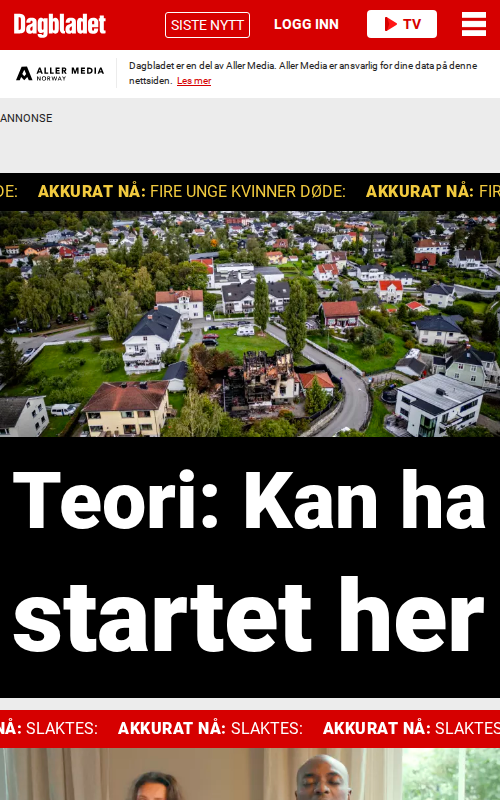 Dagbladet
SISTE NYTT
LOGG INN
TV
ALLER MEDIA
NORWAY
Dagbladet er en del av Aller Media. Aller Media er ansvarlig for dine data på denne
nettsiden. Les mer
ANNONSE
DE: AKKURAT NÅ: FIRE UNGE KVINNER DØDE: AKKURAT NÅ: FIR
Teori: Kan ha
startet her
NÅ: SLAKTES: AKKURAT NÅ: SLAKTES: AKKURAT NÅ: SLAKTES